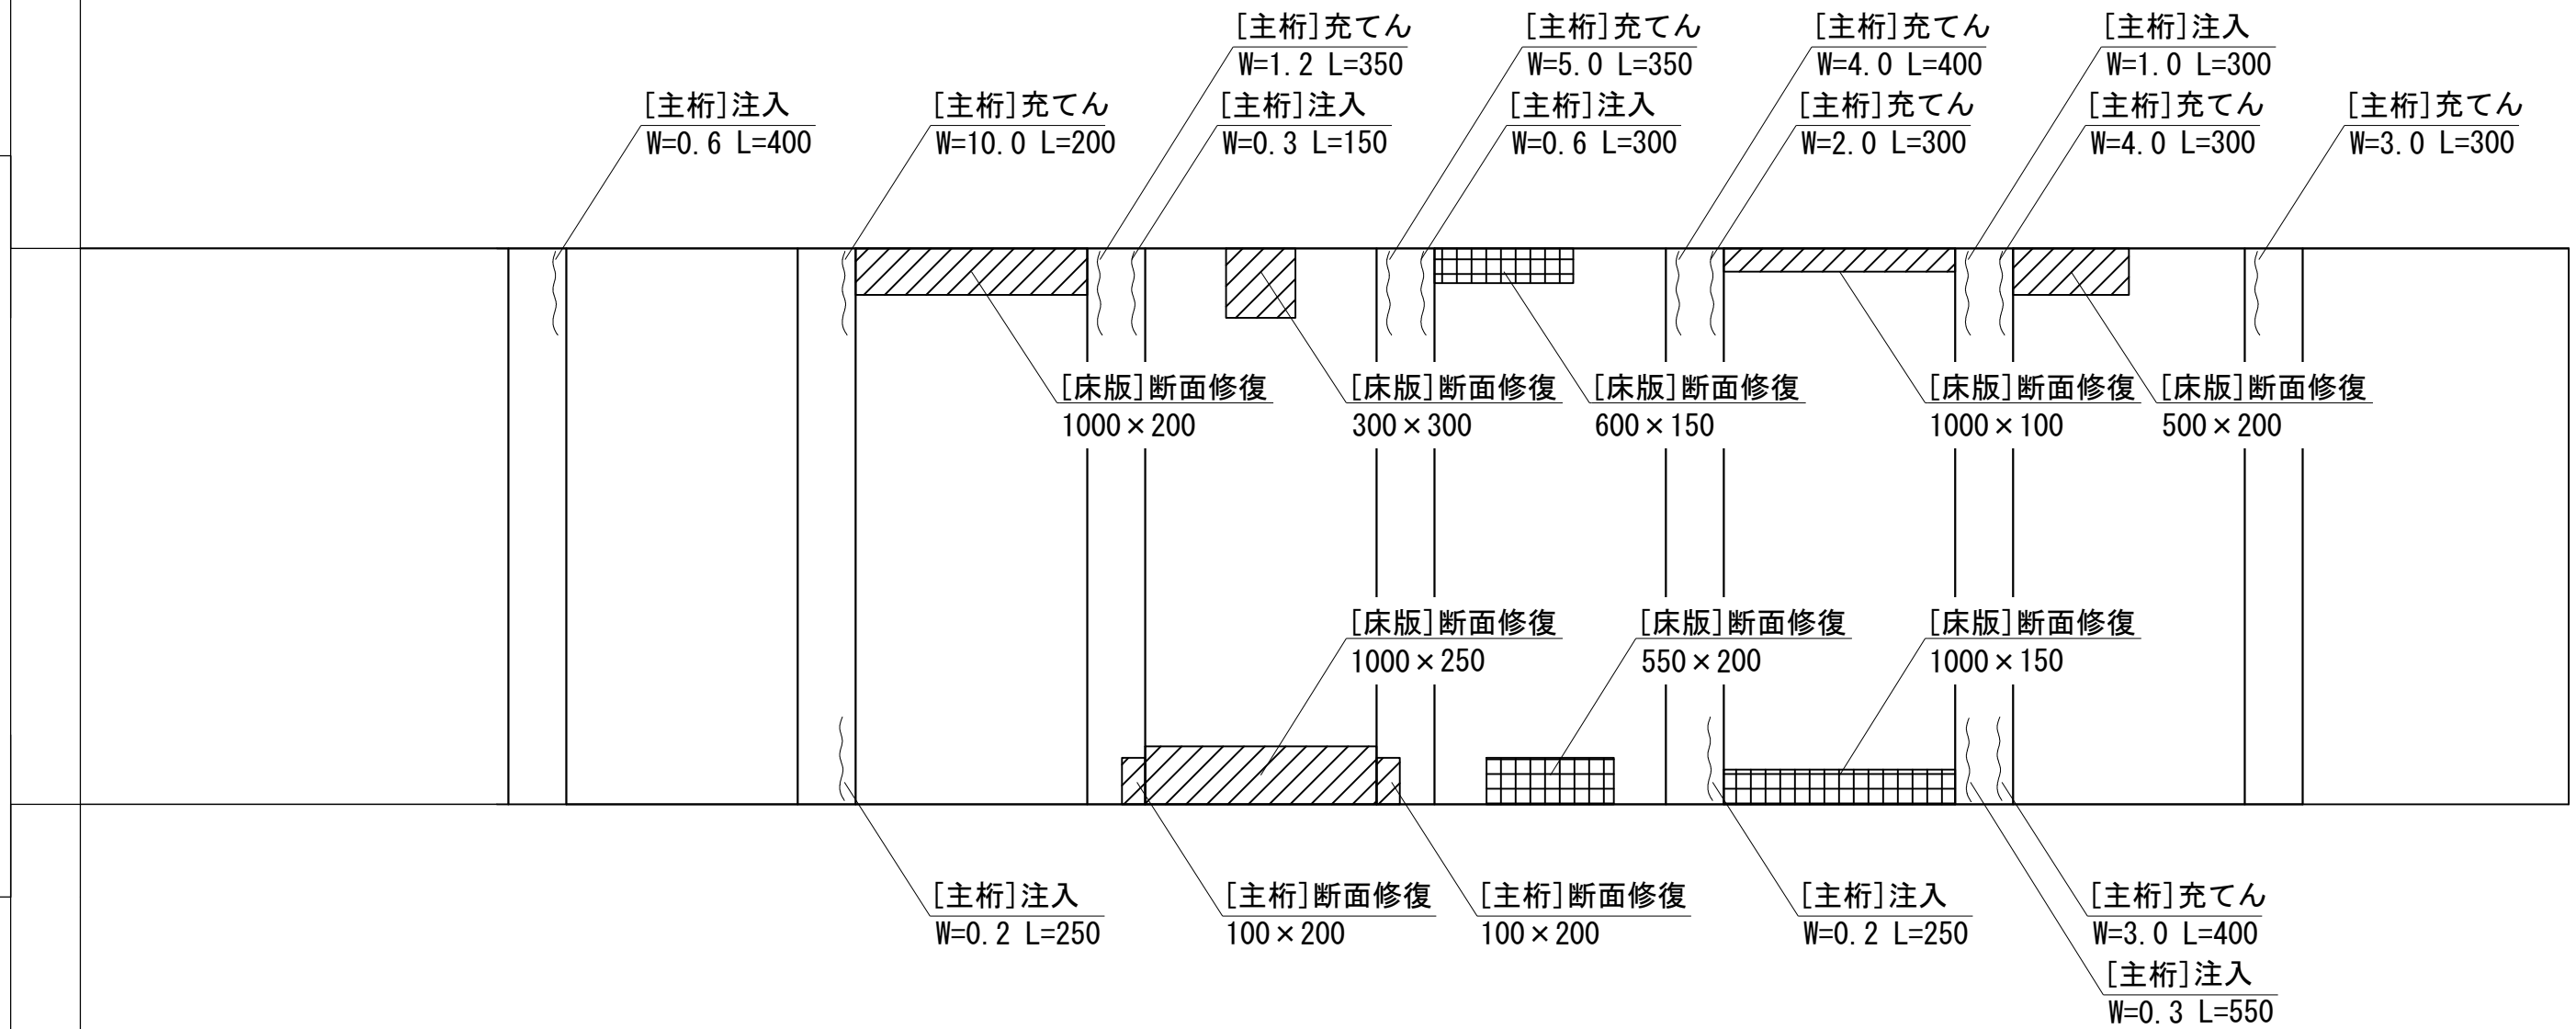 [主桁]充てん
W=1.2 L=350
[主桁]充てん
W=5.0 L=350
[主桁]充てん
W=4.0 L=400
[主桁]注入
W=1.0 L=300
[主桁]注入
W=0.6 L=400
[主桁]充てん
W=10.0 L=200
[主桁]注入
W=0.3 L=150
[主桁]注入
W=0.6 L=300
[主桁]充てん
W=2.0 L=300
[主桁]充てん
W=4.0 L=300
[主桁]充てん
W=3.0 L=300
[床版]断面修復
1000×200
[床版]断面修復
300×300
[床版]断面修復
600×150
[床版]断面修復
1000×100
[床版]断面修復
500×200
[床版]断面修復
1000×250
[床版]断面修復
550×200
[床版]断面修復
1000×150
[主桁]注入
W=0.2 L=250
[主桁]断面修復
100×200
[主桁]断面修復
100×200
[主桁]注入
W=0.2 L=250
[主桁]充てん
W=3.0 L=400
[主桁]注入
W=0.3 L=550